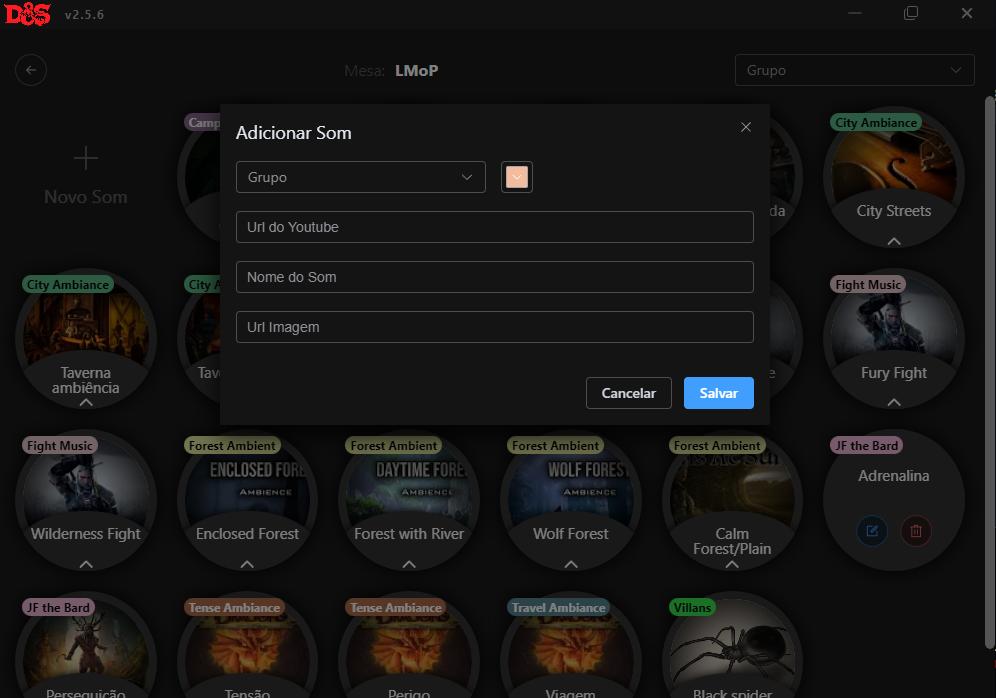 D&S v2.5.6
Mesa: LMoP
Grupo
Adicionar Som
Grupo
Url do Youtube
Nome do Som
Url Imagem
Cancelar
Salvar
Novo Som
City Ambiance
City Streets
City Ambiance
Taverna
ambiência
Fight Music
Fury Fight
Fight Music
Wilderness Fight
Forest Ambient
ENCLOSED FORE
AMBIENCE
Enclosed Forest
Forest Ambient
DAYTIME FORE
AMBIENCE
Forest with River
Forest Ambient
WOLF FOREST
AMBIENCE
Wolf Forest
Forest Ambient
Calm
Forest/Plain
JF the Bard
Adrenalina
JF the Bard
Perseguição
Tense Ambiance
Tensão
Tense Ambiance
Perigo
Travel Ambiance
Viagem
Villans
Black spider